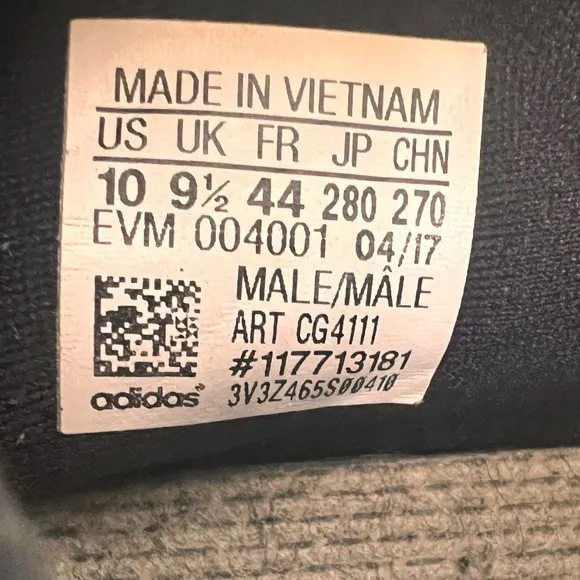 MADE IN VIETNAM
US UK FR JP CHN
10 9½ 44 280 270
EVM 004001 04/17
MALE/MÂLE
ART CG4111
#117713181
adidas
3V3Z465S00410